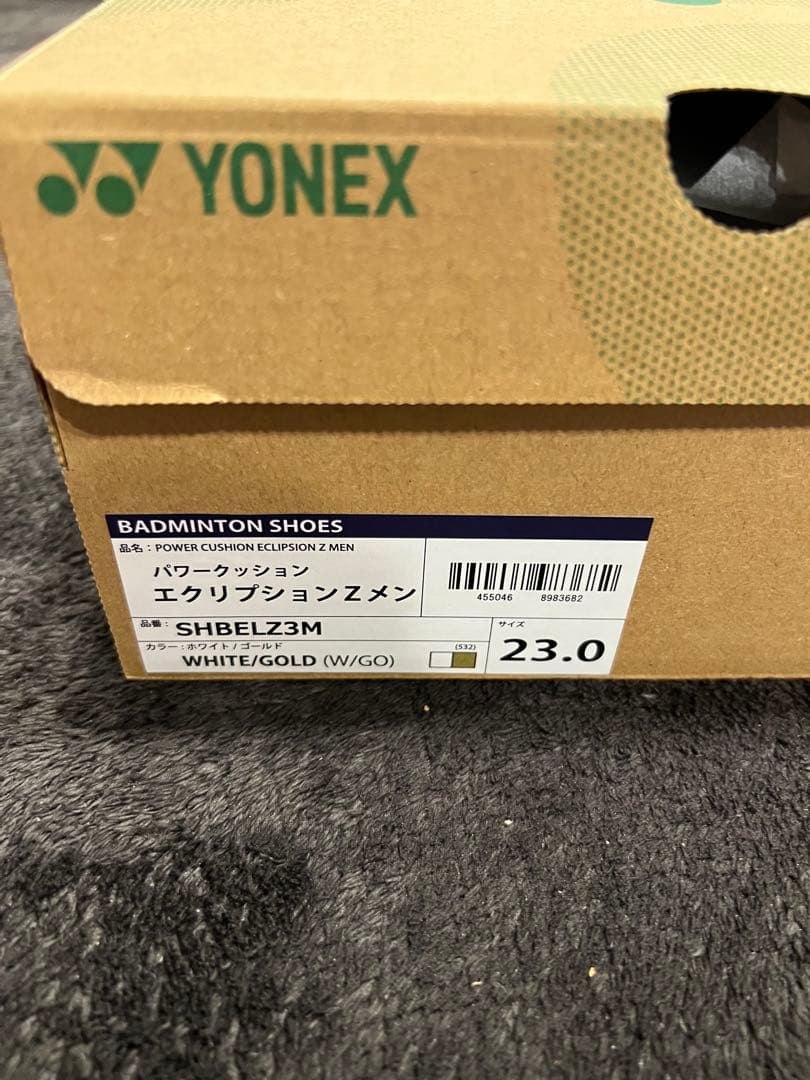 YONEX
BADMINTON SHOES
品名：POWER CUSHION ECLIPSION Z MEN
パワークッション
エクリプションZメン
455046 8983682
品番： SHBELZ3M
カラー：ホワイト / ゴールド
(532)
WHITE/GOLD (W/GO)
サイズ
23.0